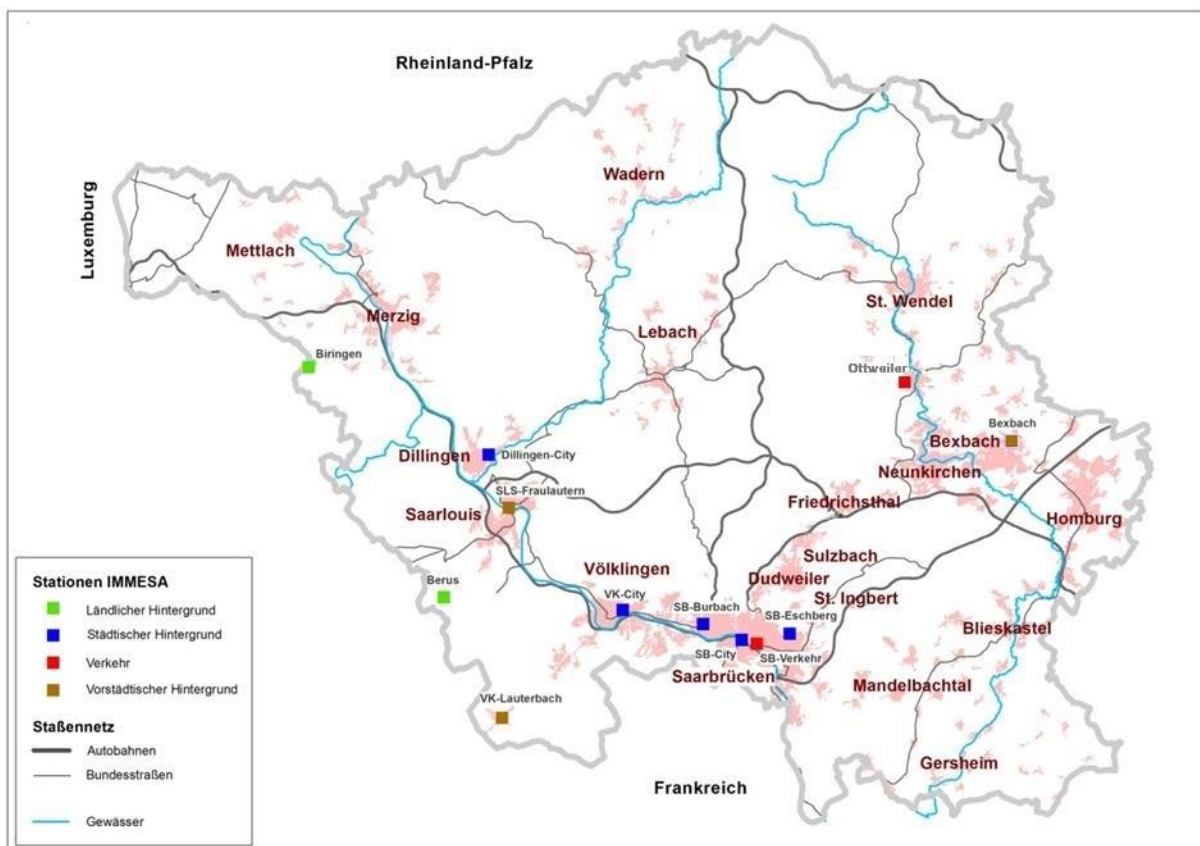 Rheinland-Pfalz
Luxemburg
Wadern
Mettlach
Merzig
St. Wendel
Lebach
Biringen
Ottweiler
Bexbach
Bexbach
Dillingen
Dillingen-City
Neunkirchen
SLS-Fraulautern
Friedrichsthal
Saarlouis
Homburg
Sulzbach
Völklingen
Dudweiler
Berus
VK-City
St. Ingbert
SB-Burbach
SB-Eschberg
Blieskastel
SB-City
SB-Verkehr
Saarbrücken
Mandelbachtal
VK-Lauterbach
Gersheim
Frankreich
Stationen IMMESA
Ländlicher Hintergrund
Städtischer Hintergrund
Verkehr
Vorstädtischer Hintergrund
Staßennetz
Autobahnen
Bundesstraßen
Gewässer